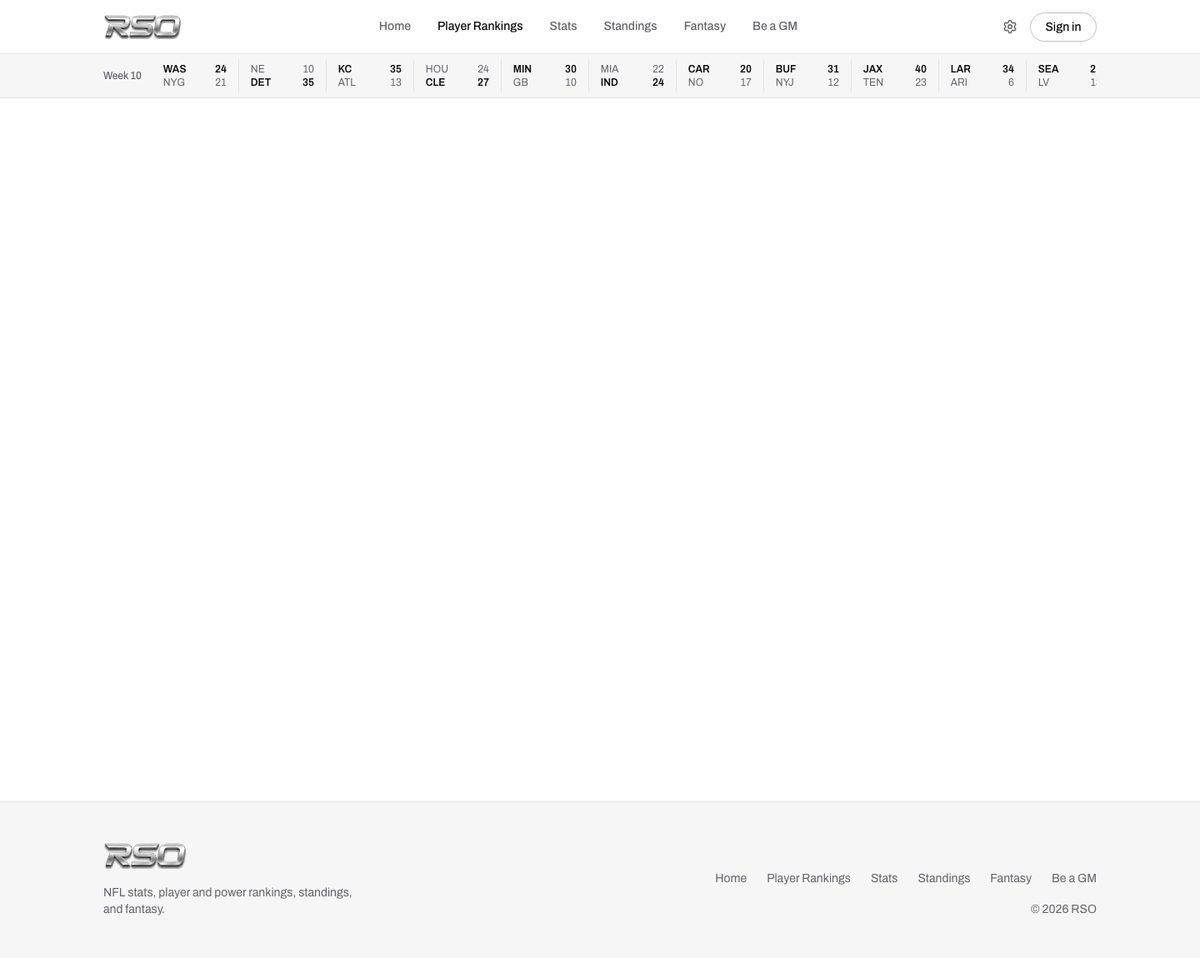 RSO
Home Player Rankings Stats Standings Fantasy Be a GM
Sign in
Week 10
WAS 24
NYG 21
NE 10
DET 35
KC 35
ATL 13
HOU 24
CLE 27
MIN 30
GB 10
MIA 22
IND 24
CAR 20
NO 17
BUF 31
NYJ 12
JAX 40
TEN 23
LAR 34
ARI 6
SEA
LV
RSO
NFL stats, player and power rankings, standings,
and fantasy.
Home Player Rankings Stats Standings Fantasy Be a GM
© 2026 RSO